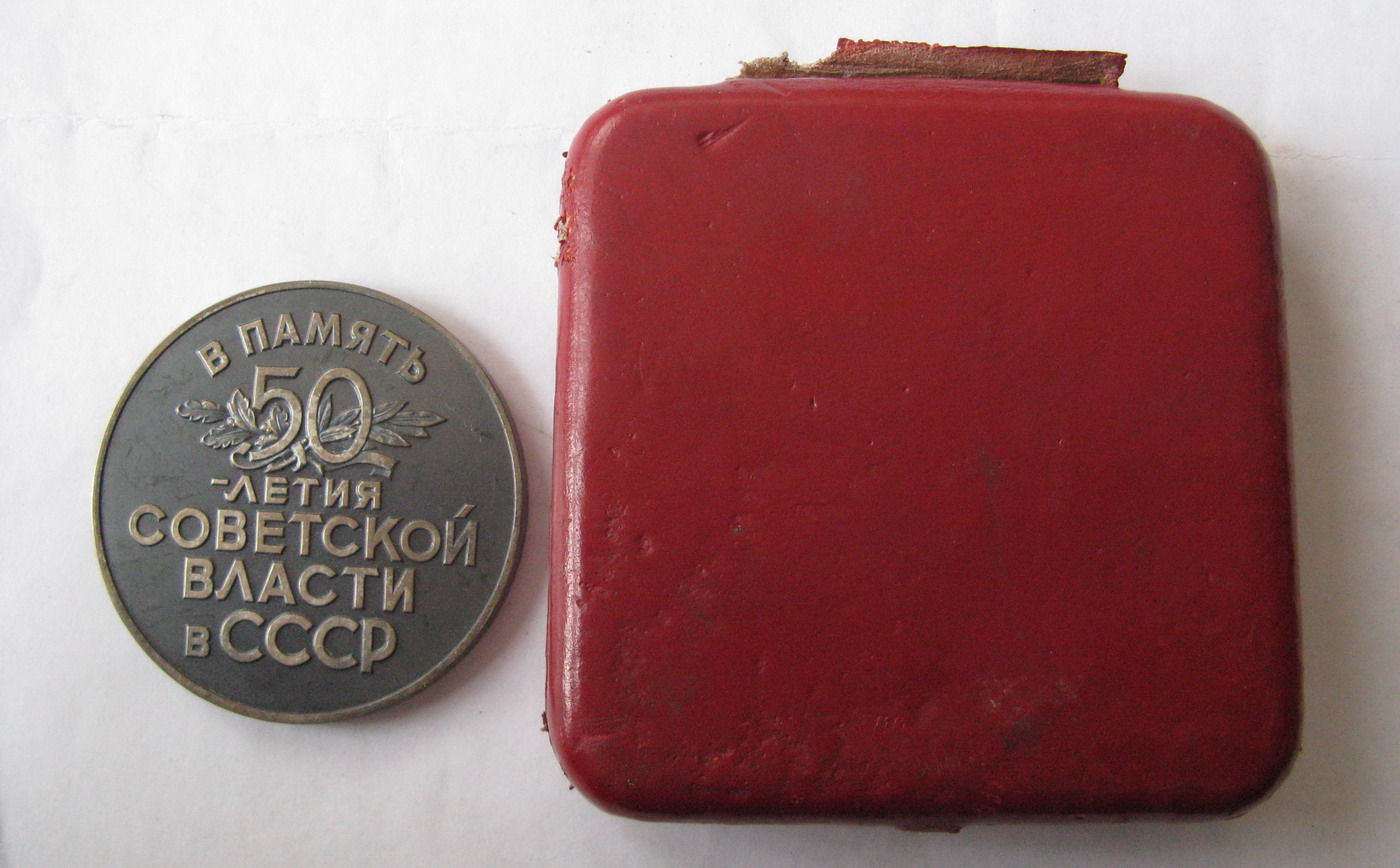 В ПАМЯТЬ
50
-ЛЕТИЯ
СОВЕТСКОЙ
ВЛАСТИ
В СССР